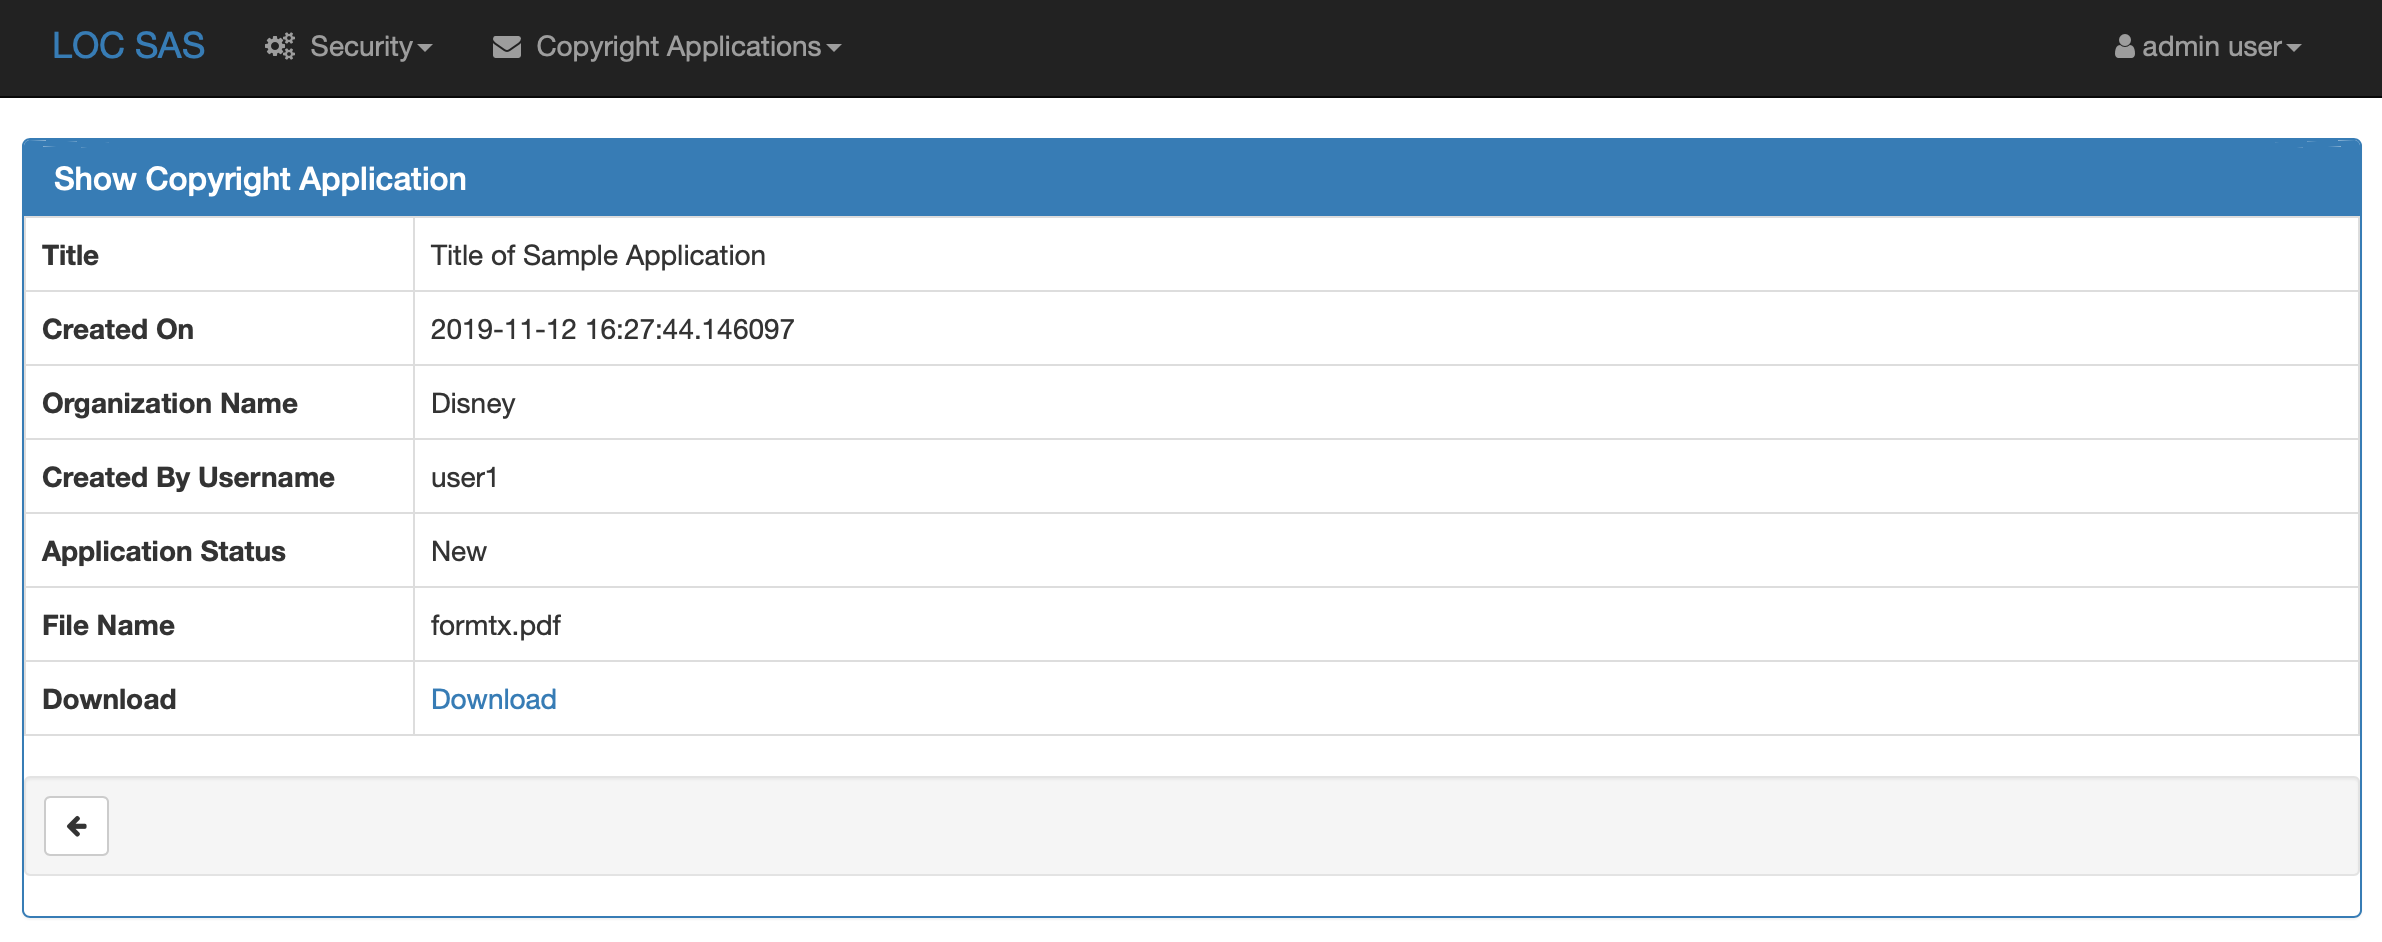 LOC SAS Security Copyright Applications admin user
Show Copyright Application
Title Title of Sample Application
Created On 2019-11-12 16:27:44.146097
Organization Name Disney
Created By Username user1
Application Status New
File Name formtx.pdf
Download Download